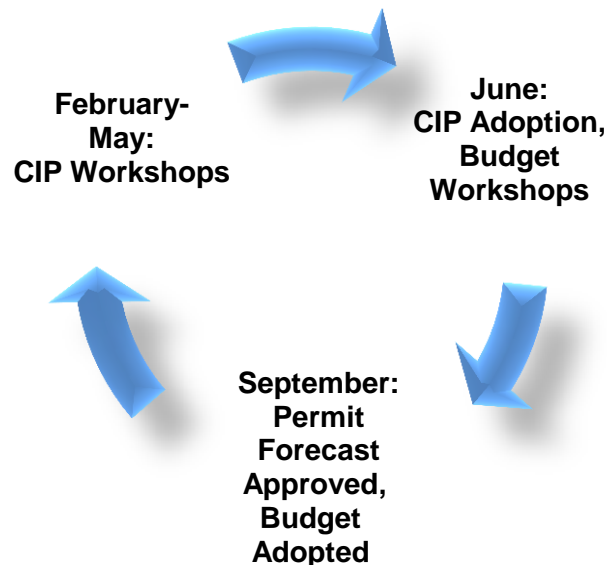 February-
May:
CIP Workshops
June:
CIP Adoption,
Budget
Workshops
September:
Permit
Forecast
Approved,
Budget
Adopted